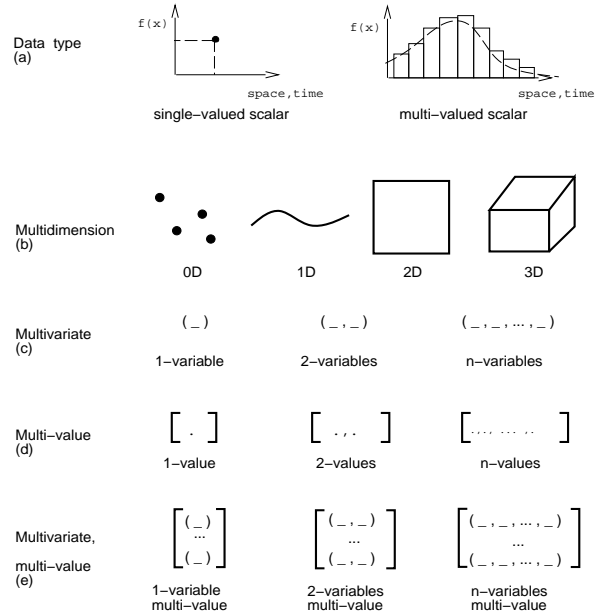 Data type
(a)
f(x)
space,time
single-valued scalar
f(x)
space,time
multi-valued scalar
Multidimension
(b)
0D
1D
2D
3D
Multivariate
(c)
(_)
(_,_)
(_,_,...,_)
1-variable
2-variables
n-variables
Multi-value
(d)
[ . ]
[ . , . ]
[ . , . , ... , . ]
1-value
2-values
n-values
Multivariate,
multi-value
(e)
(_)
...
(_)
(_,_)
...
(_,_)
(_,_,...,_)
...
(_,_,...,_)
1-variable
multi-value
2-variables
multi-value
n-variables
multi-value